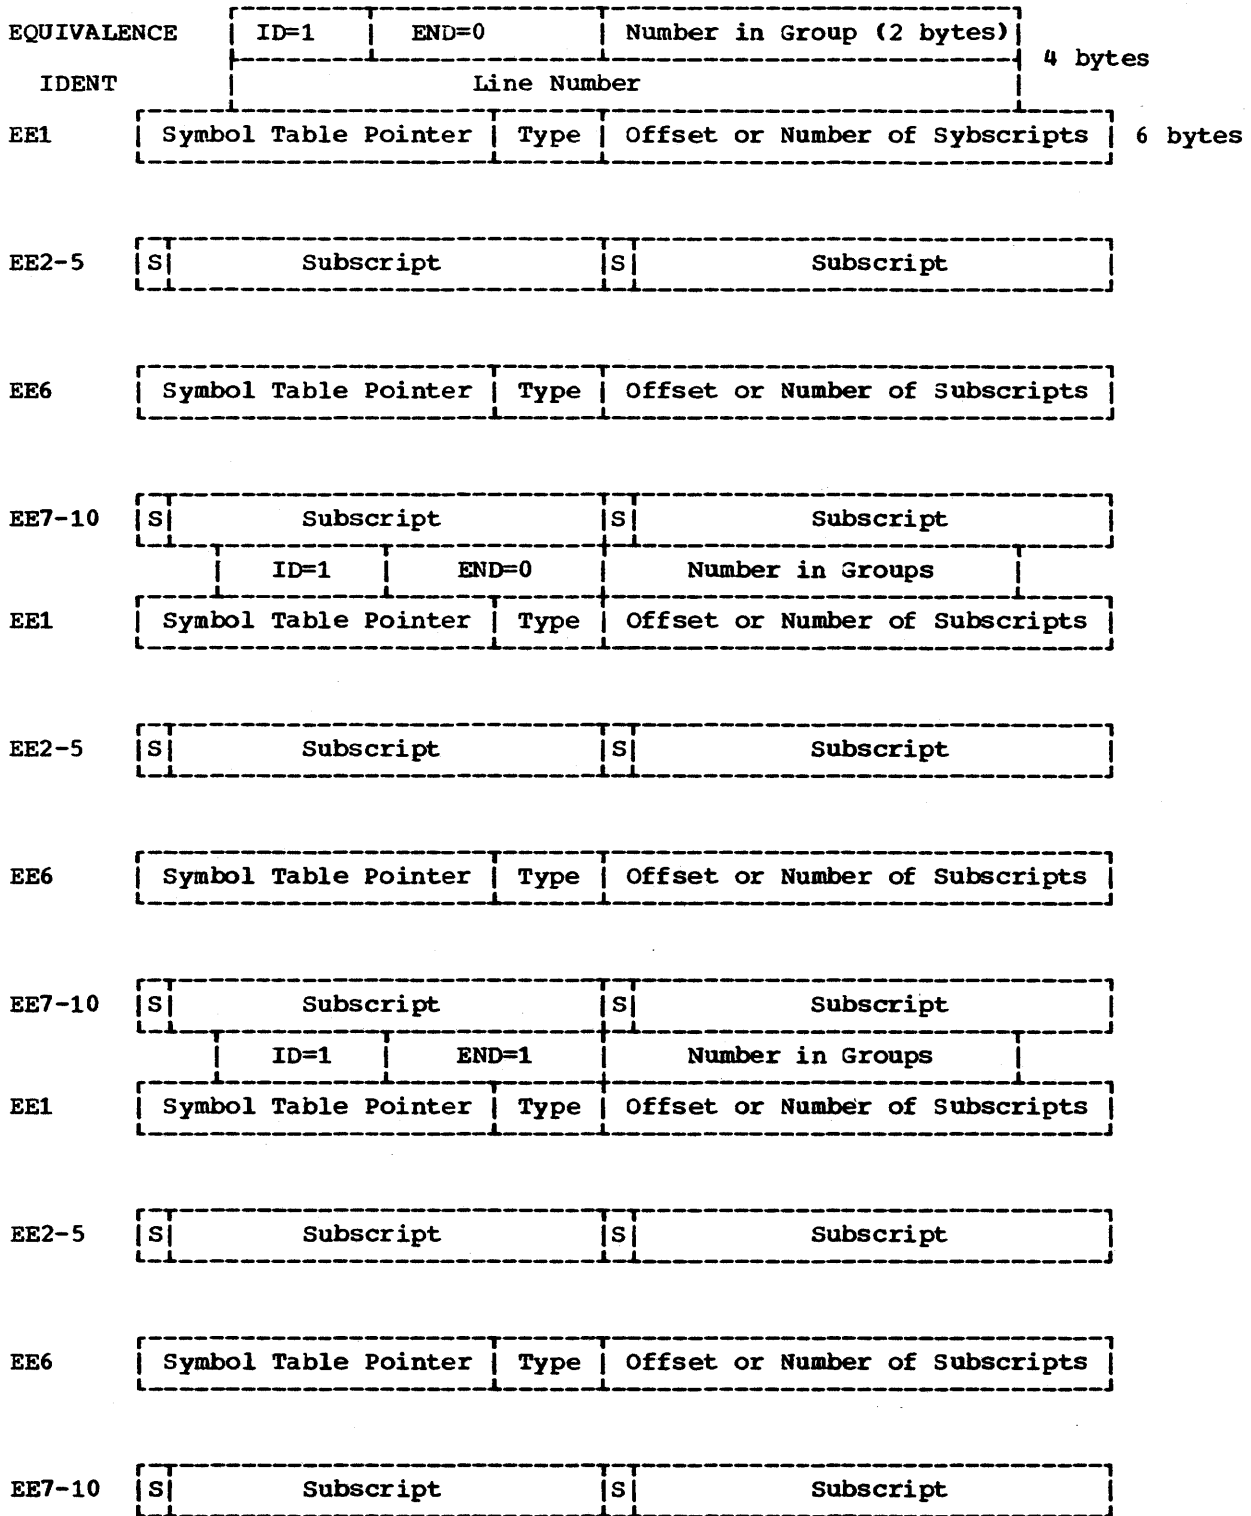 EQUIVALENCE ID=1 END=0 Number in Group (2 bytes)
4 bytes
IDENT Line Number
EE1 Symbol Table Pointer Type Offset or Number of Sybscripts 6 bytes
EE2-5 S Subscript S Subscript
EE6 Symbol Table Pointer Type Offset or Number of Subscripts
EE7-10 S Subscript S Subscript
ID=1 END=0 Number in Groups
EE1 Symbol Table Pointer Type Offset or Number of Subscripts
EE2-5 S Subscript S Subscript
EE6 Symbol Table Pointer Type Offset or Number of Subscripts
EE7-10 S Subscript S Subscript
ID=1 END=1 Number in Groups
EE1 Symbol Table Pointer Type Offset or Number of Subscripts
EE2-5 S Subscript S Subscript
EE6 Symbol Table Pointer Type Offset or Number of Subscripts
EE7-10 S Subscript S Subscript